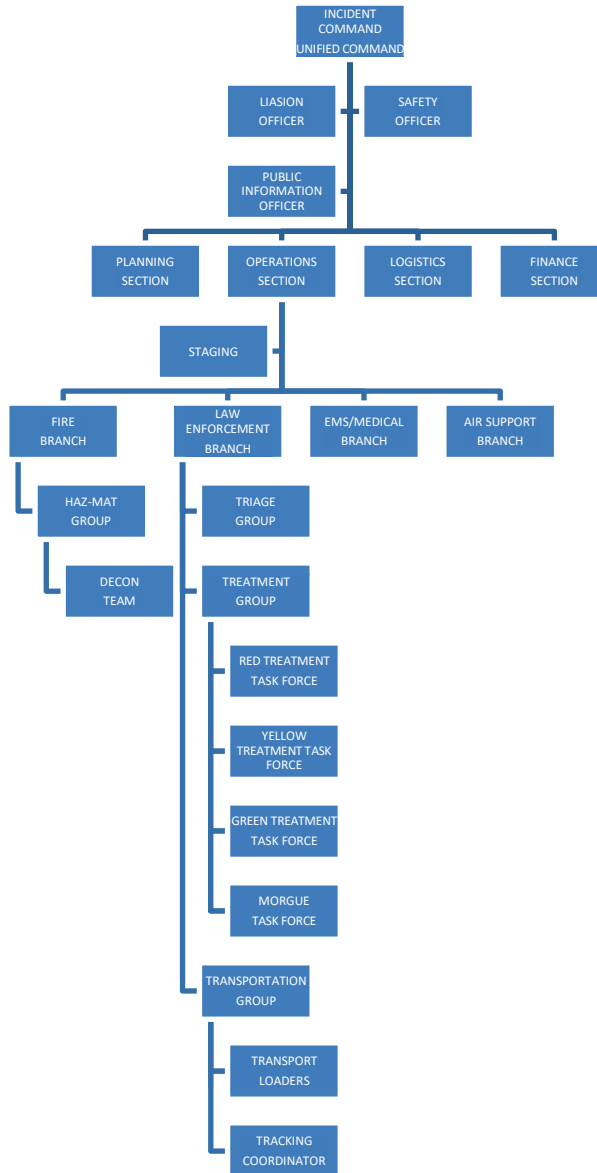 INCIDENT
COMMAND
UNIFIED COMMAND
LIASION
OFFICER
SAFETY
OFFICER
PUBLIC
INFORMATION
OFFICER
PLANNING
SECTION
OPERATIONS
SECTION
LOGISTICS
SECTION
FINANCE
SECTION
STAGING
FIRE
BRANCH
LAW
ENFORCEMENT
BRANCH
EMS/MEDICAL
BRANCH
AIR SUPPORT
BRANCH
HAZ-MAT
GROUP
TRIAGE
GROUP
DECON
TEAM
TREATMENT
GROUP
RED TREATMENT
TASK FORCE
YELLOW
TREATMENT TASK
FORCE
GREEN TREATMENT
TASK FORCE
MORGUE
TASK FORCE
TRANSPORTATION
GROUP
TRANSPORT
LOADERS
TRACKING
COORDINATOR